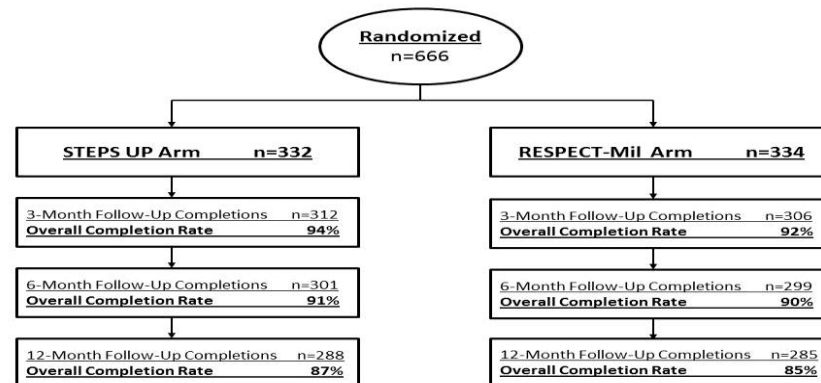 Randomized
n=666
STEPS UP Arm n=332
3-Month Follow-Up Completions n=312
Overall Completion Rate 94%
6-Month Follow-Up Completions n=301
Overall Completion Rate 91%
12-Month Follow-Up Completions n=288
Overall Completion Rate 87%
RESPECT-Mil Arm n=334
3-Month Follow-Up Completions n=306
Overall Completion Rate 92%
6-Month Follow-Up Completions n=299
Overall Completion Rate 90%
12-Month Follow-Up Completions n=285
Overall Completion Rate 85%